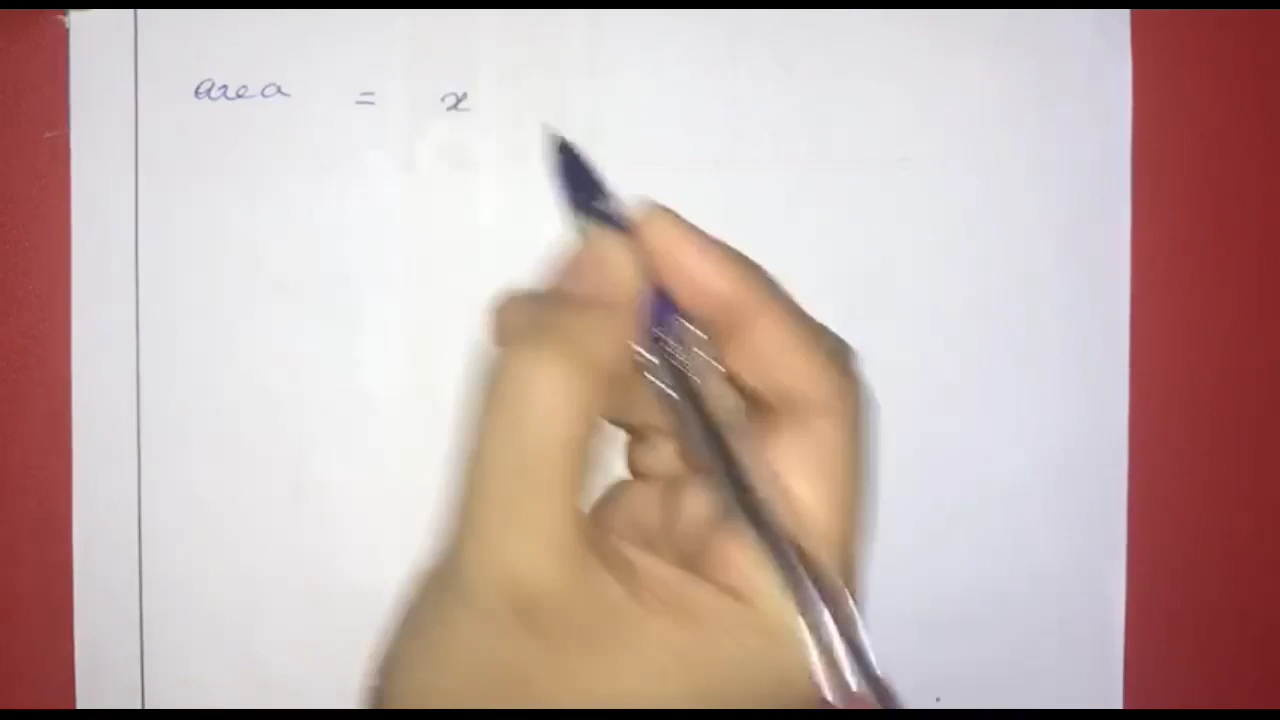 area = x